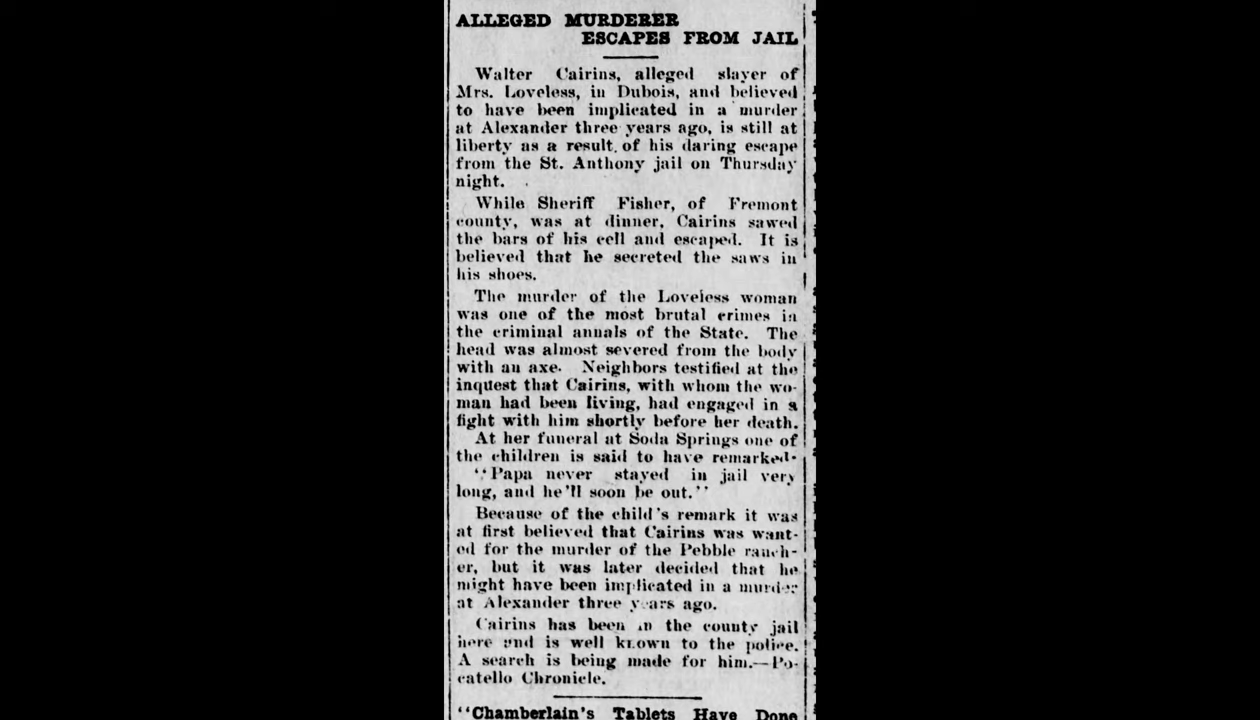 ALLEGED MURDERER
ESCAPES FROM JAIL
Walter Cairins, alleged slayer of
Mrs. Loveless, in Dubois, and believed
to have been implicated in a murder
at Alexander three years ago, is still at
liberty as a result of his daring escape
from the St. Anthony jail on Thursday
night.
While Sheriff Fisher, of Fremont
county, was at dinner, Cairins sawed
the bars of his cell and escaped. It is
believed that he secreted the saws in
his shoes.
The murder of the Loveless woman
was one of the most brutal crimes in
the criminal annals of the State. The
head was almost severed from the body
with an axe. Neighbors testified at the
inquest that Cairins, with whom the wo-
man had been living, had engaged in a
fight with him shortly before her death.
At her funeral at Soda Springs one of
the children is said to have remarked-
"Papa never stayed in jail very
long, and he'll soon be out."
Because of the child's remark it was
at first believed that Cairins was want-
ed for the murder of the Pebble ranch-
er, but it was later decided that he
might have been implicated in a murder
at Alexander three years ago.
Cairins has been in the county jail
here and is well known to the police.
A search is being made for him.—Po-
catello Chronicle.
"Chamberlain's Tablets Have Done